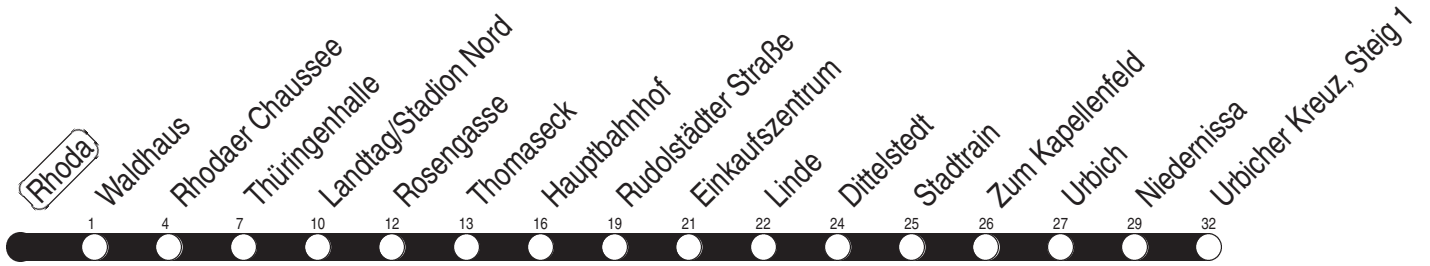 Rhoda
Waldhaus
Rhodaer Chaussee
Thüringenhalle
Landtag/Stadion Nord
Rosengasse
Thomaseck
Hauptbahnhof
Rudolstädter Straße
Einkaufszentrum
Linde
Dittelstedt
Stadtrain
Zum Kapellenfeld
Urbich
Niedernissa
Urbicher Kreuz, Steig 1
1
4
7
10
12
13
16
19
21
22
24
25
26
27
29
32